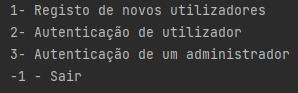 1- Registo de novos utilizadores
2- Autenticação de utilizador
3- Autenticação de um administrador
-1 - Sair